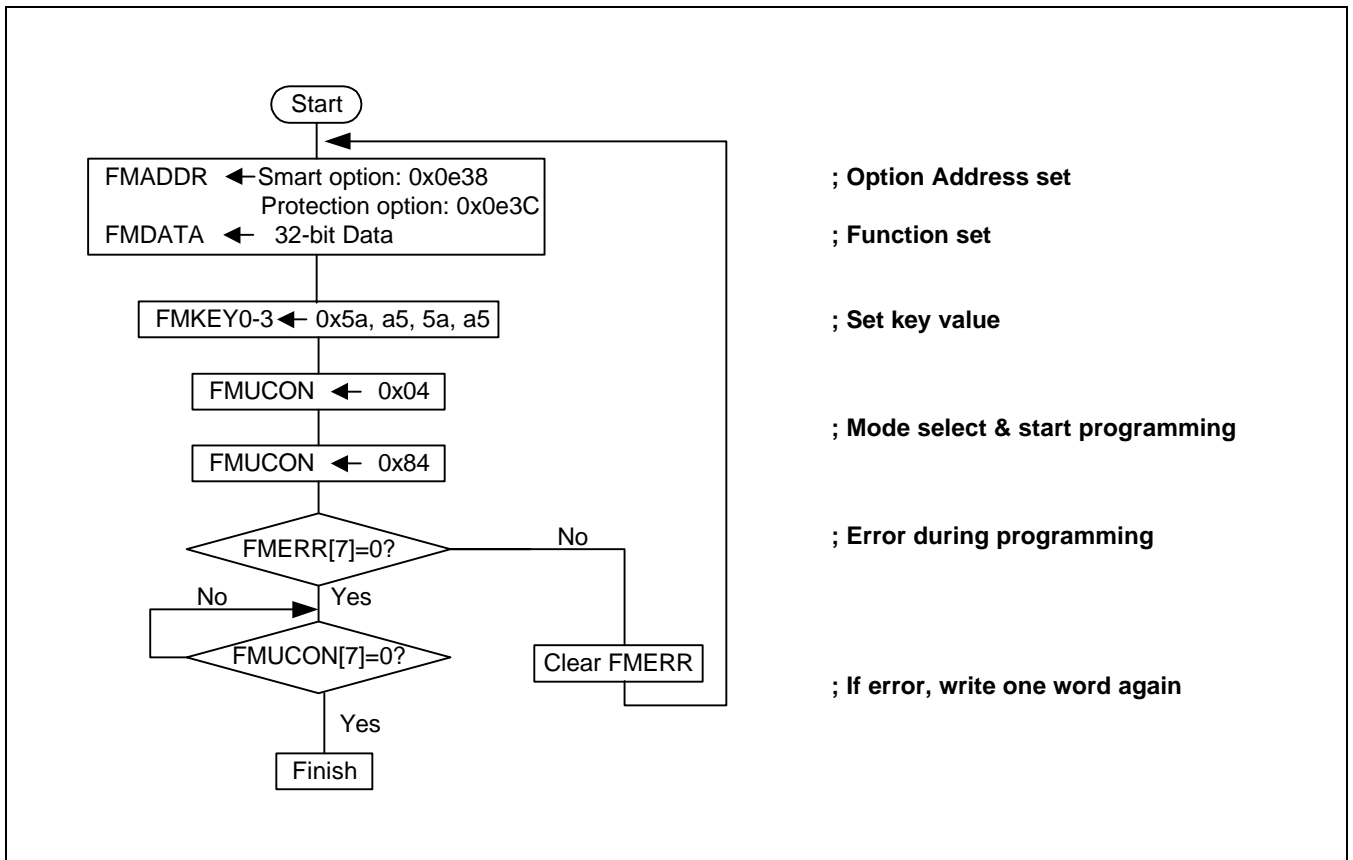 Start
FMADDR ← Smart option: 0x0e38 ; Option Address set
Protection option: 0x0e3C
FMDATA ← 32-bit Data ; Function set
FMKEY0-3 ← 0x5a, a5, 5a, a5 ; Set key value
FMUCON ← 0x04
; Mode select & start programming
FMUCON ← 0x84
FMERR[7]=0? No ; Error during programming
No Yes
FMUCON[7]=0? Clear FMERR
; If error, write one word again
Yes
Finish